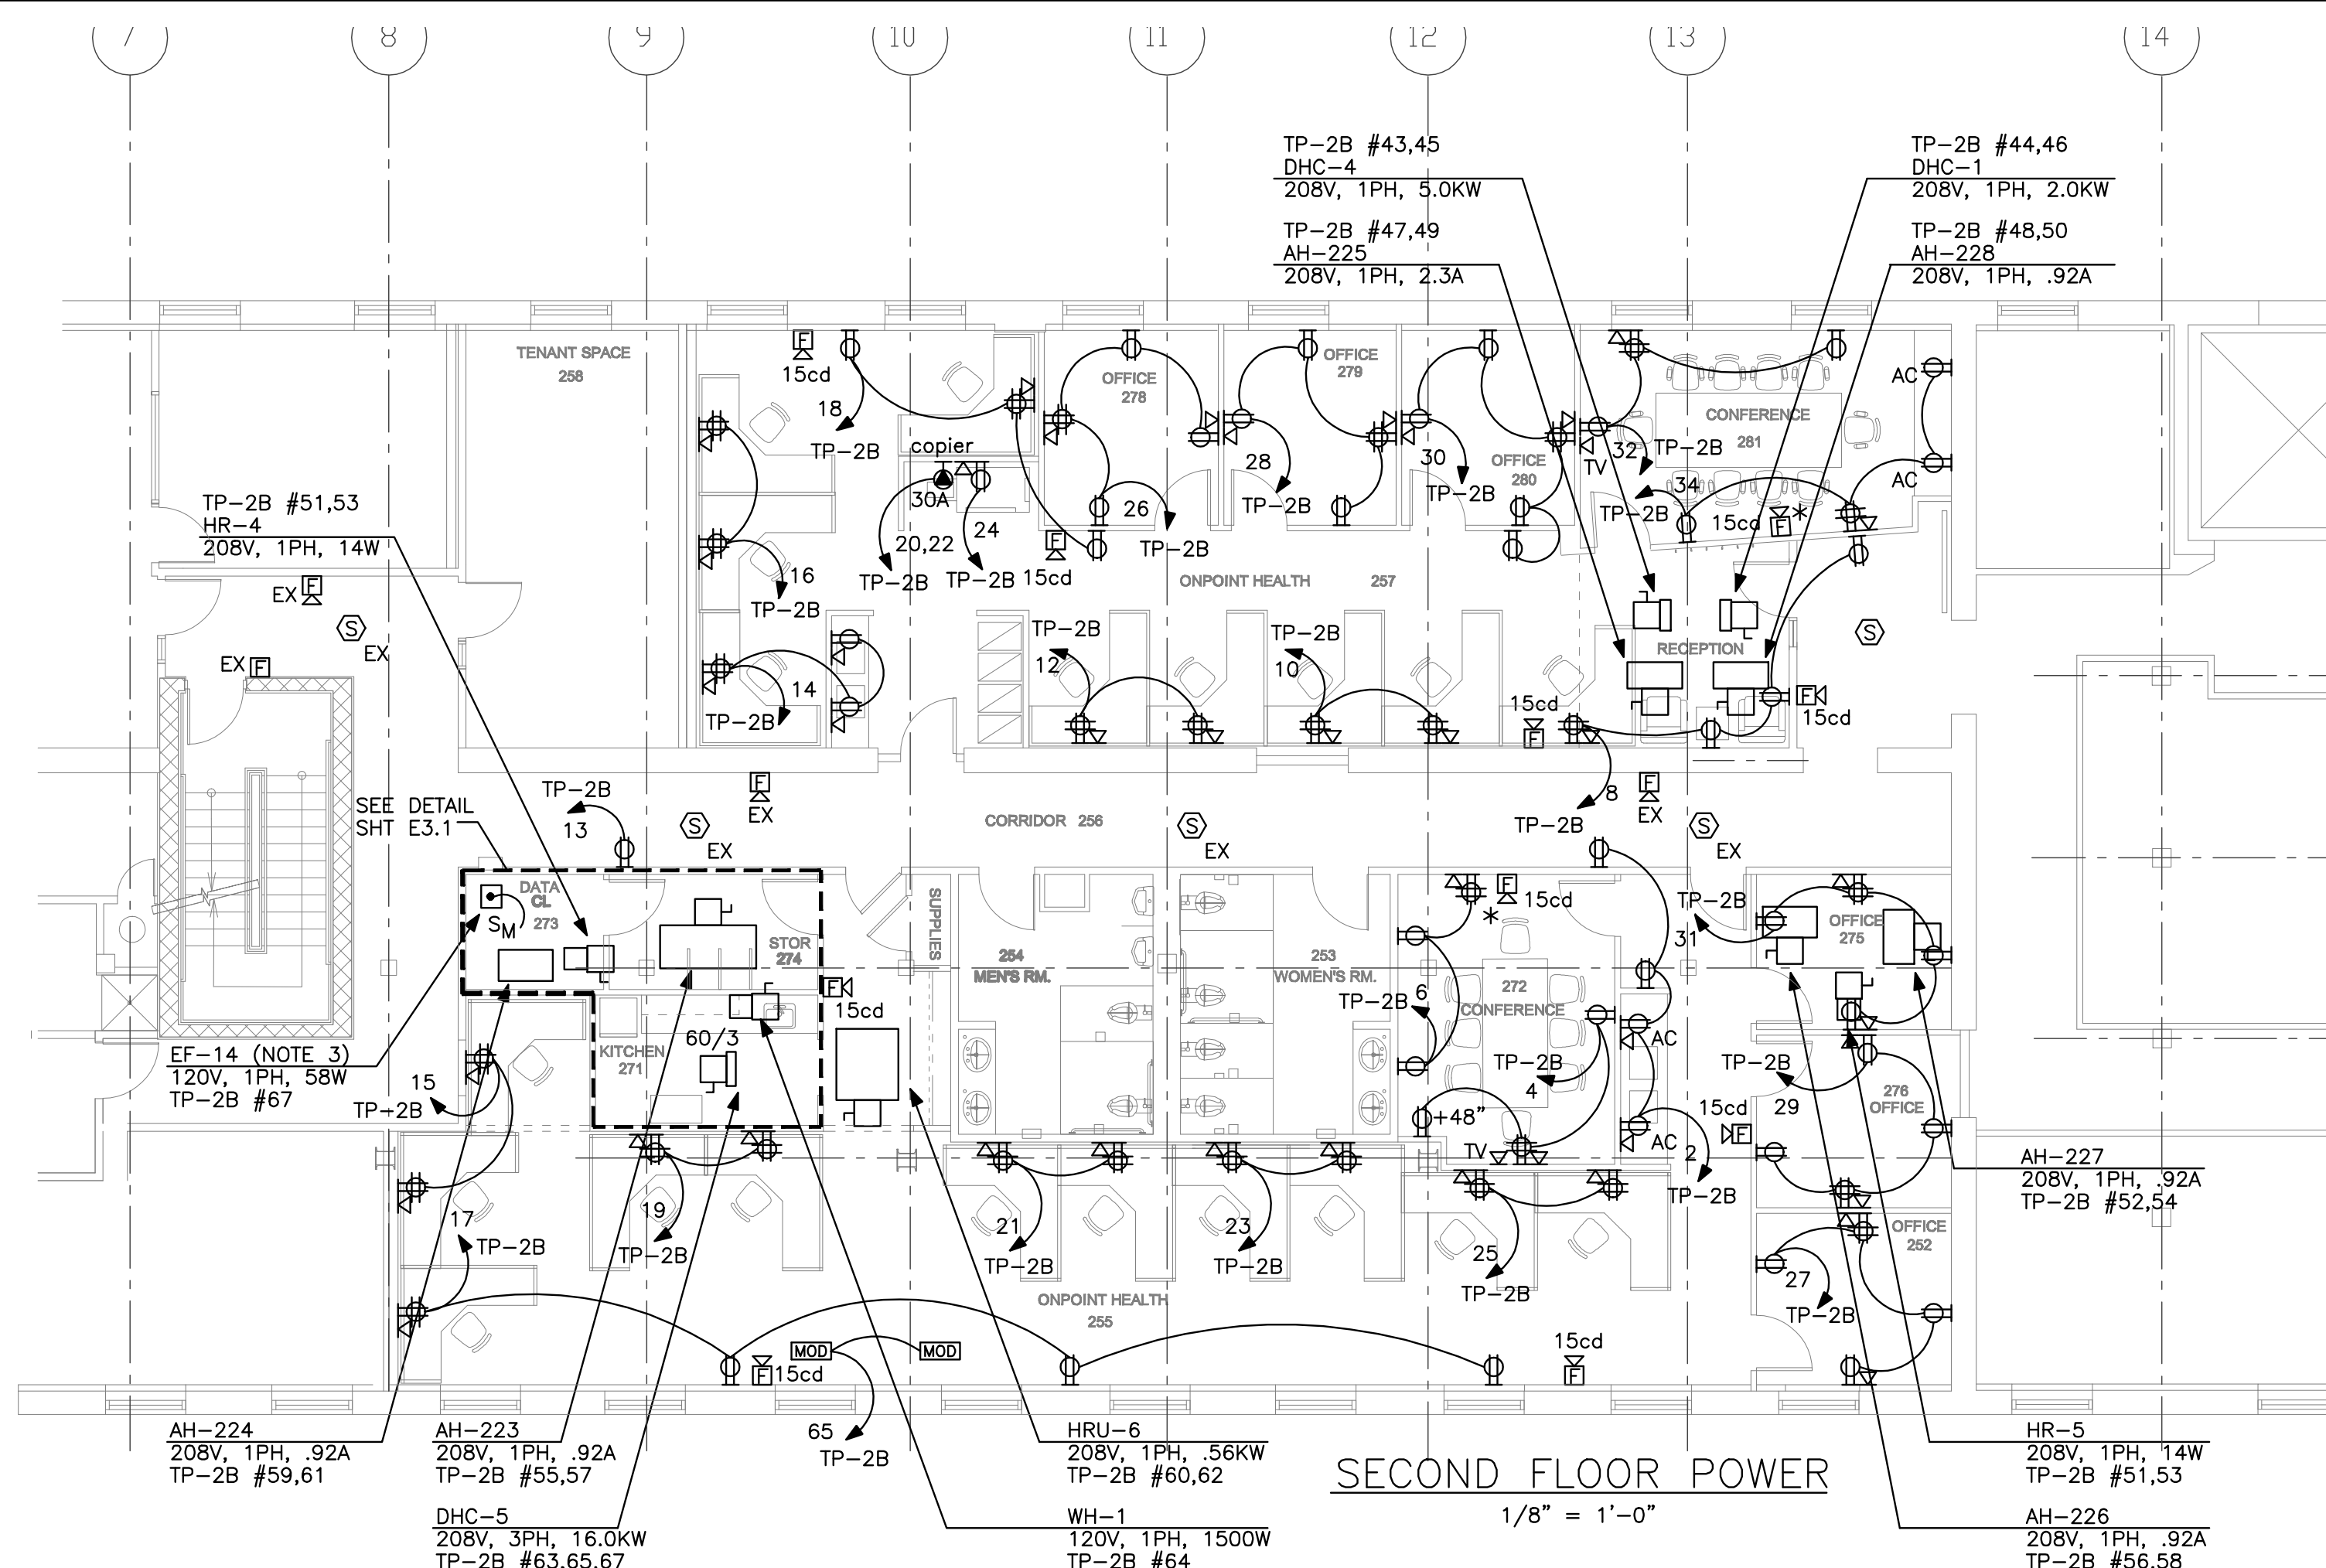 7
8
9
10
11
12
13
14
TP-2B #43,45
DHC-4
208V, 1PH, 5.0KW
TP-2B #44,46
DHC-1
208V, 1PH, 2.0KW
TP-2B #47,49
AH-225
208V, 1PH, 2.3A
TP-2B #48,50
AH-228
208V, 1PH, .92A
TENANT SPACE
258
F
15cd
18
TP-2B
copier
30A
20,22
TP-2B
24
TP-2B
F
15cd
OFFICE
278
26
TP-2B
OFFICE
279
28
TP-2B
30
TP-2B
OFFICE
280
TV
32
TP-2B
CONFERENCE
281
AC
AC
34
TP-2B
15cd
F
*
TP-2B #51,53
HR-4
208V, 1PH, 14W
EX
F
S
EX
EX
F
16
TP-2B
14
TP-2B
ONPOINT HEALTH 257
TP-2B
12
TP-2B
10
RECEPTION
S
15cd
F
F
15cd
8
TP-2B
SEE DETAIL
SHT E3.1
TP-2B
13
F
EX
S
EX
CORRIDOR 256
S
EX
F
EX
S
EX
DATA
CL
273
SM
STOR
274
SUPPLIES
254
MEN'S RM.
253
WOMEN'S RM.
F
15cd
*
272
CONFERENCE
TP-2B 6
TP-2B
4
+48"
TV
AC
AC
2
TP-2B
TP-2B
31
OFFICE
275
F
15cd
60/3
KITCHEN
271
TP-2B
29
276
OFFICE
15cd
F
EF-14 (NOTE 3)
120V, 1PH, 58W
TP-2B #67
15
TP-2B
17
TP-2B
19
TP-2B
21
TP-2B
23
TP-2B
25
TP-2B
27
TP-2B
OFFICE
252
AH-227
208V, 1PH, .92A
TP-2B #52,54
ONPOINT HEALTH
255
MOD
MOD
F
15cd
15cd
F
65
TP-2B
AH-224
208V, 1PH, .92A
TP-2B #59,61
AH-223
208V, 1PH, .92A
TP-2B #55,57
HRU-6
208V, 1PH, .56KW
TP-2B #60,62
HR-5
208V, 1PH, 14W
TP-2B #51,53
SECOND FLOOR POWER
1/8" = 1'-0"
DHC-5
208V, 3PH, 16.0KW
TP-2B #63,65,67
WH-1
120V, 1PH, 1500W
TP-2B #64
AH-226
208V, 1PH, .92A
TP-2B #56,58